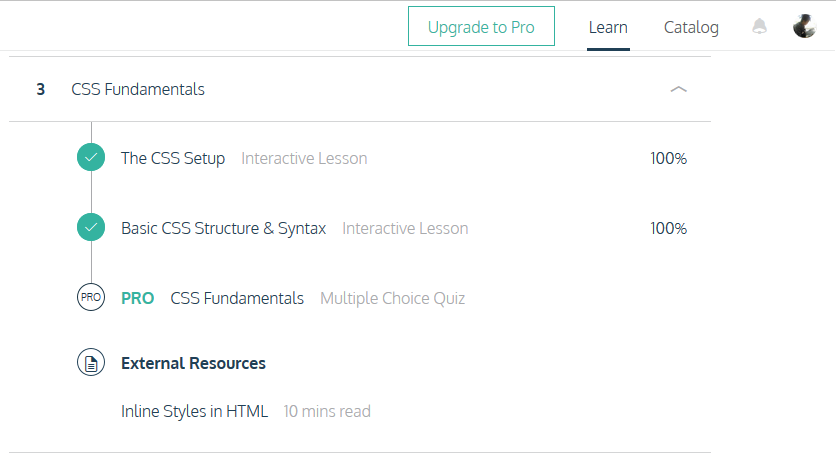 Upgrade to Pro Learn Catalog
3 CSS Fundamentals
The CSS Setup Interactive Lesson 100%
Basic CSS Structure & Syntax Interactive Lesson 100%
PRO PRO CSS Fundamentals Multiple Choice Quiz
External Resources
Inline Styles in HTML 10 mins read